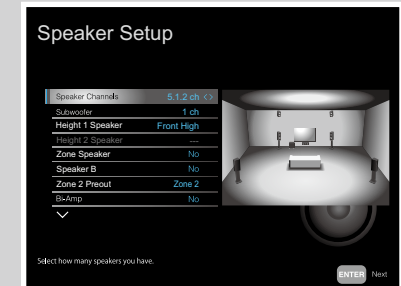 Speaker Setup
Speaker Channels 5.1.2 ch < >
Subwoofer 1 ch
Height 1 Speaker Front High
Height 2 Speaker ---
Zone Speaker No
Speaker B No
Zone 2 Preout Zone 2
Bi-Amp No
Select how many speakers you have.
ENTER Next